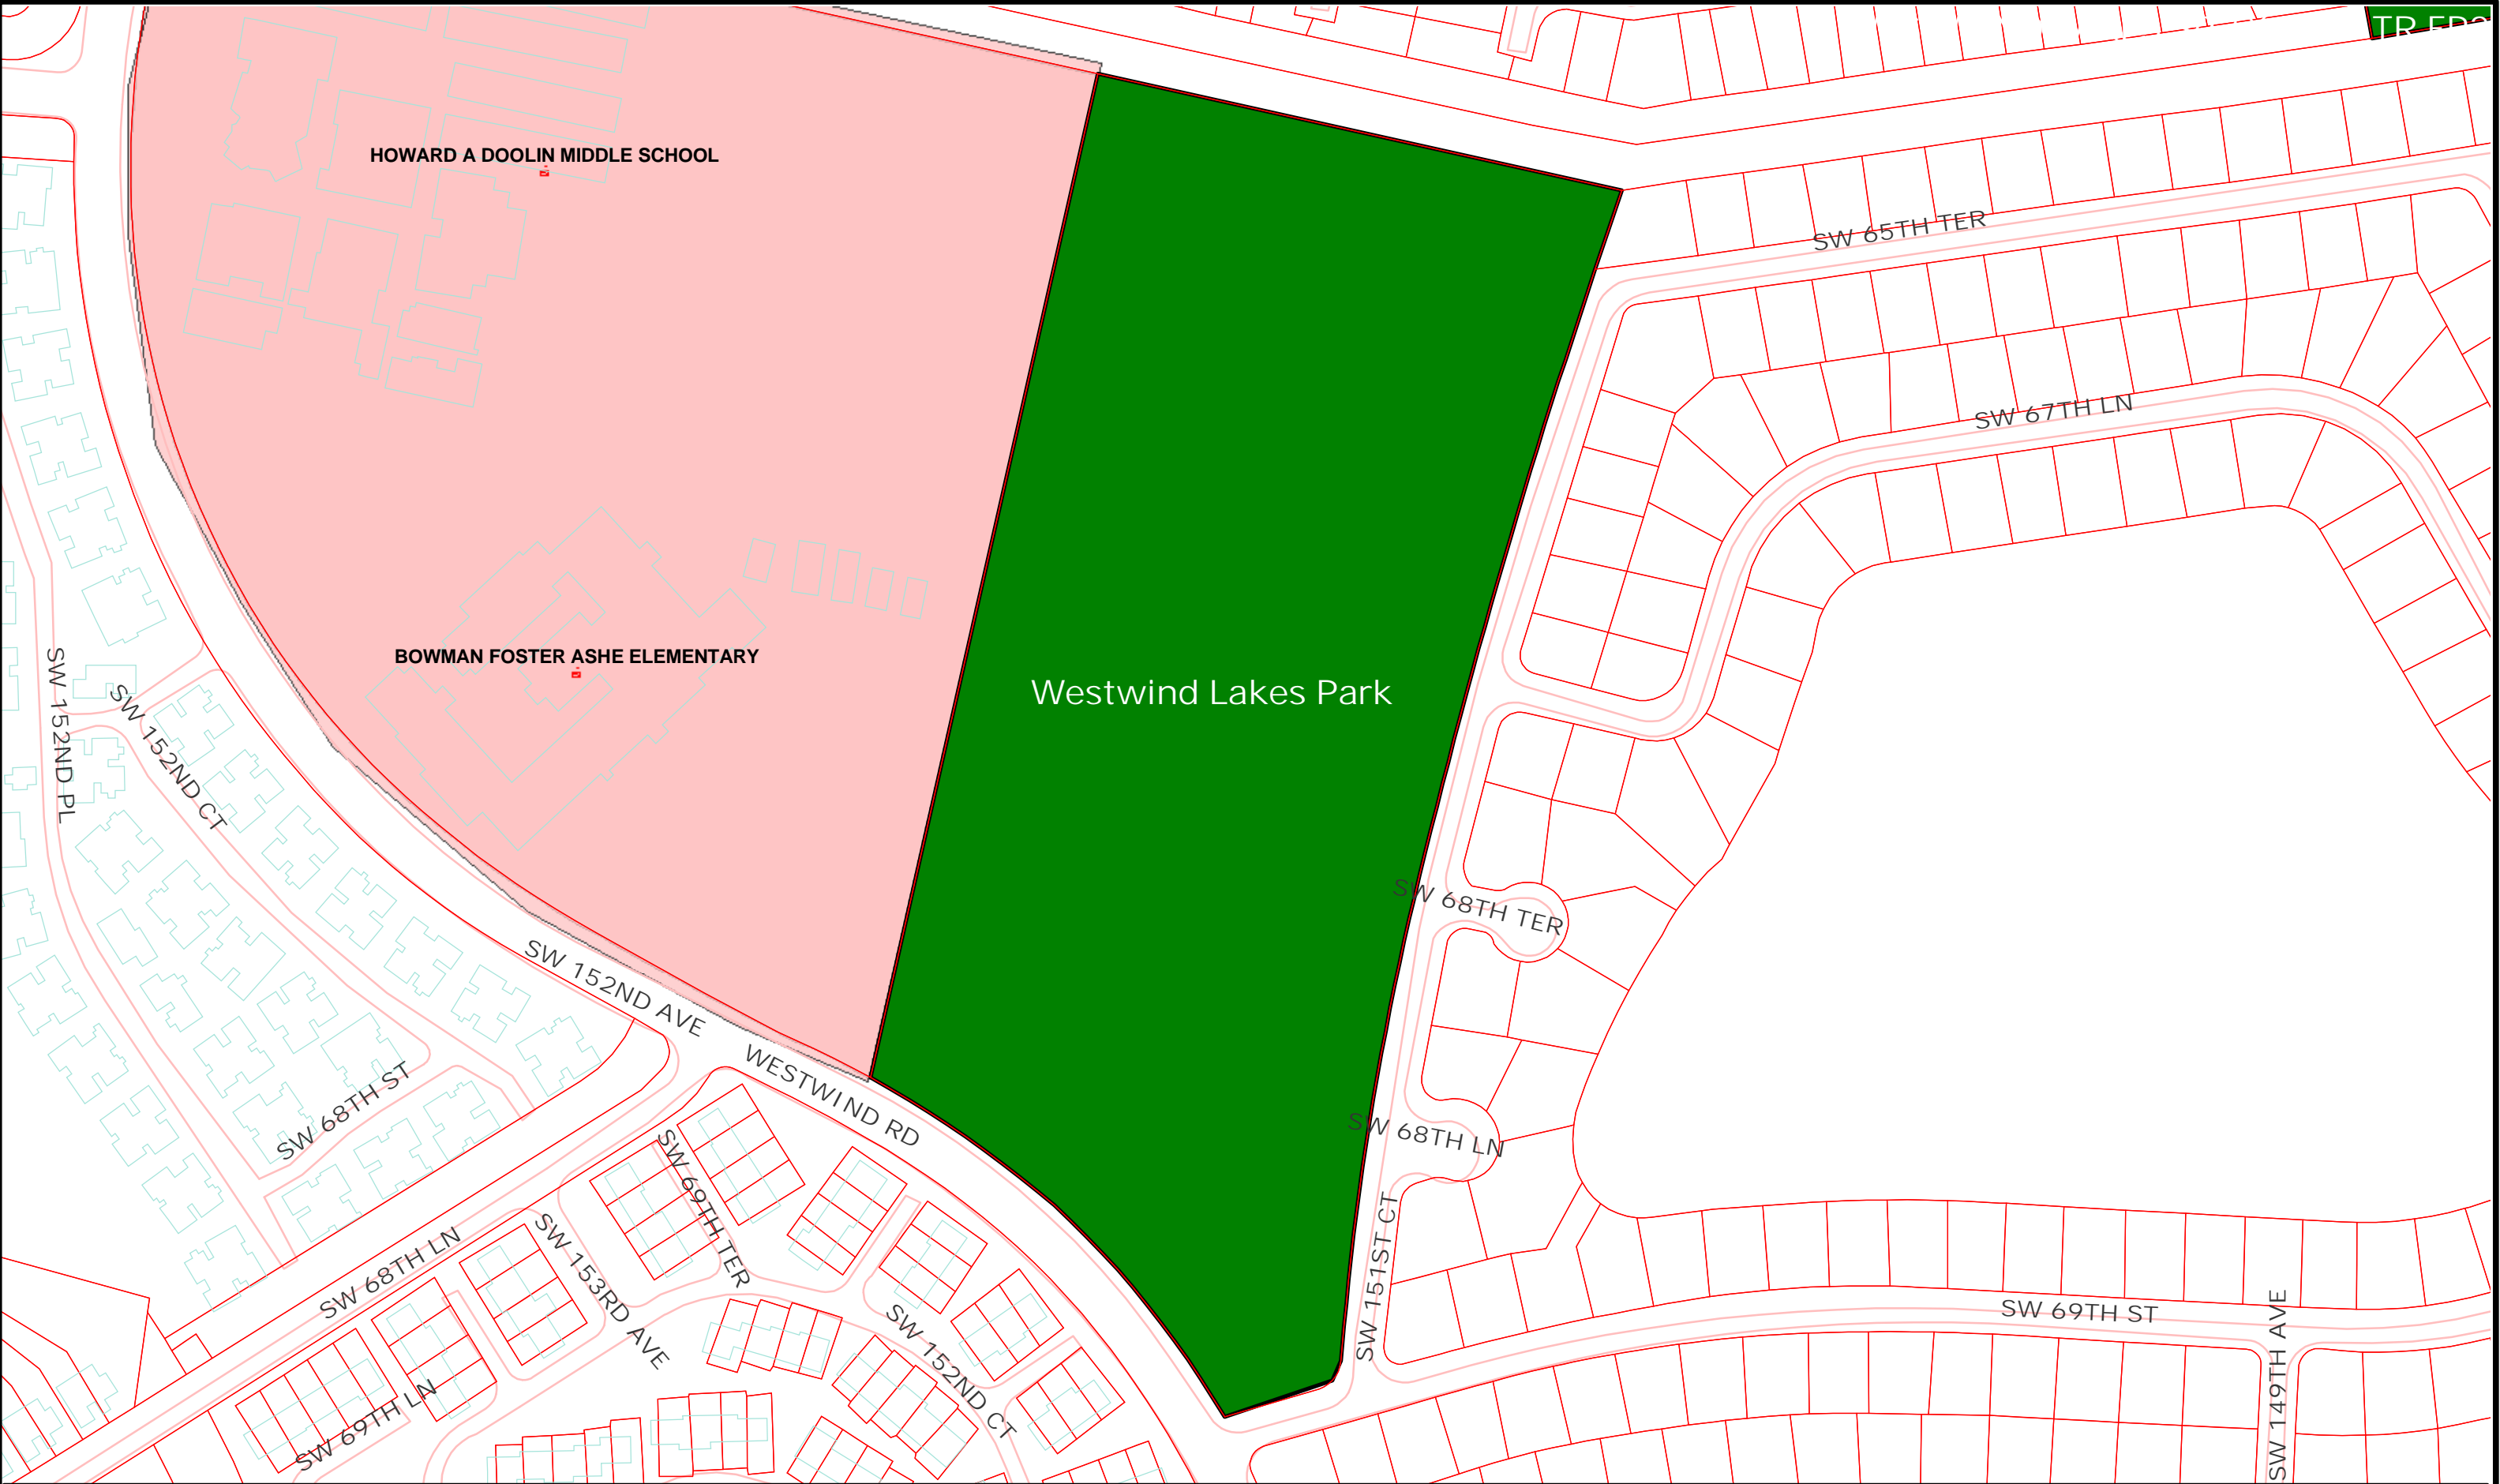 TR FP2
HOWARD A DOOLIN MIDDLE SCHOOL
SW 65TH TER
SW 67TH LN
BOWMAN FOSTER ASHE ELEMENTARY
Westwind Lakes Park
SW 152ND PL
SW 152ND CT
SW 68TH TER
SW 152ND AVE
WESTWIND RD
SW 68TH ST
SW 68TH LN
SW 69TH TER
SW 151ST CT
SW 68TH LN
SW 153RD AVE
SW 69TH ST
SW 149TH AVE
SW 152ND CT
SW 69TH LN